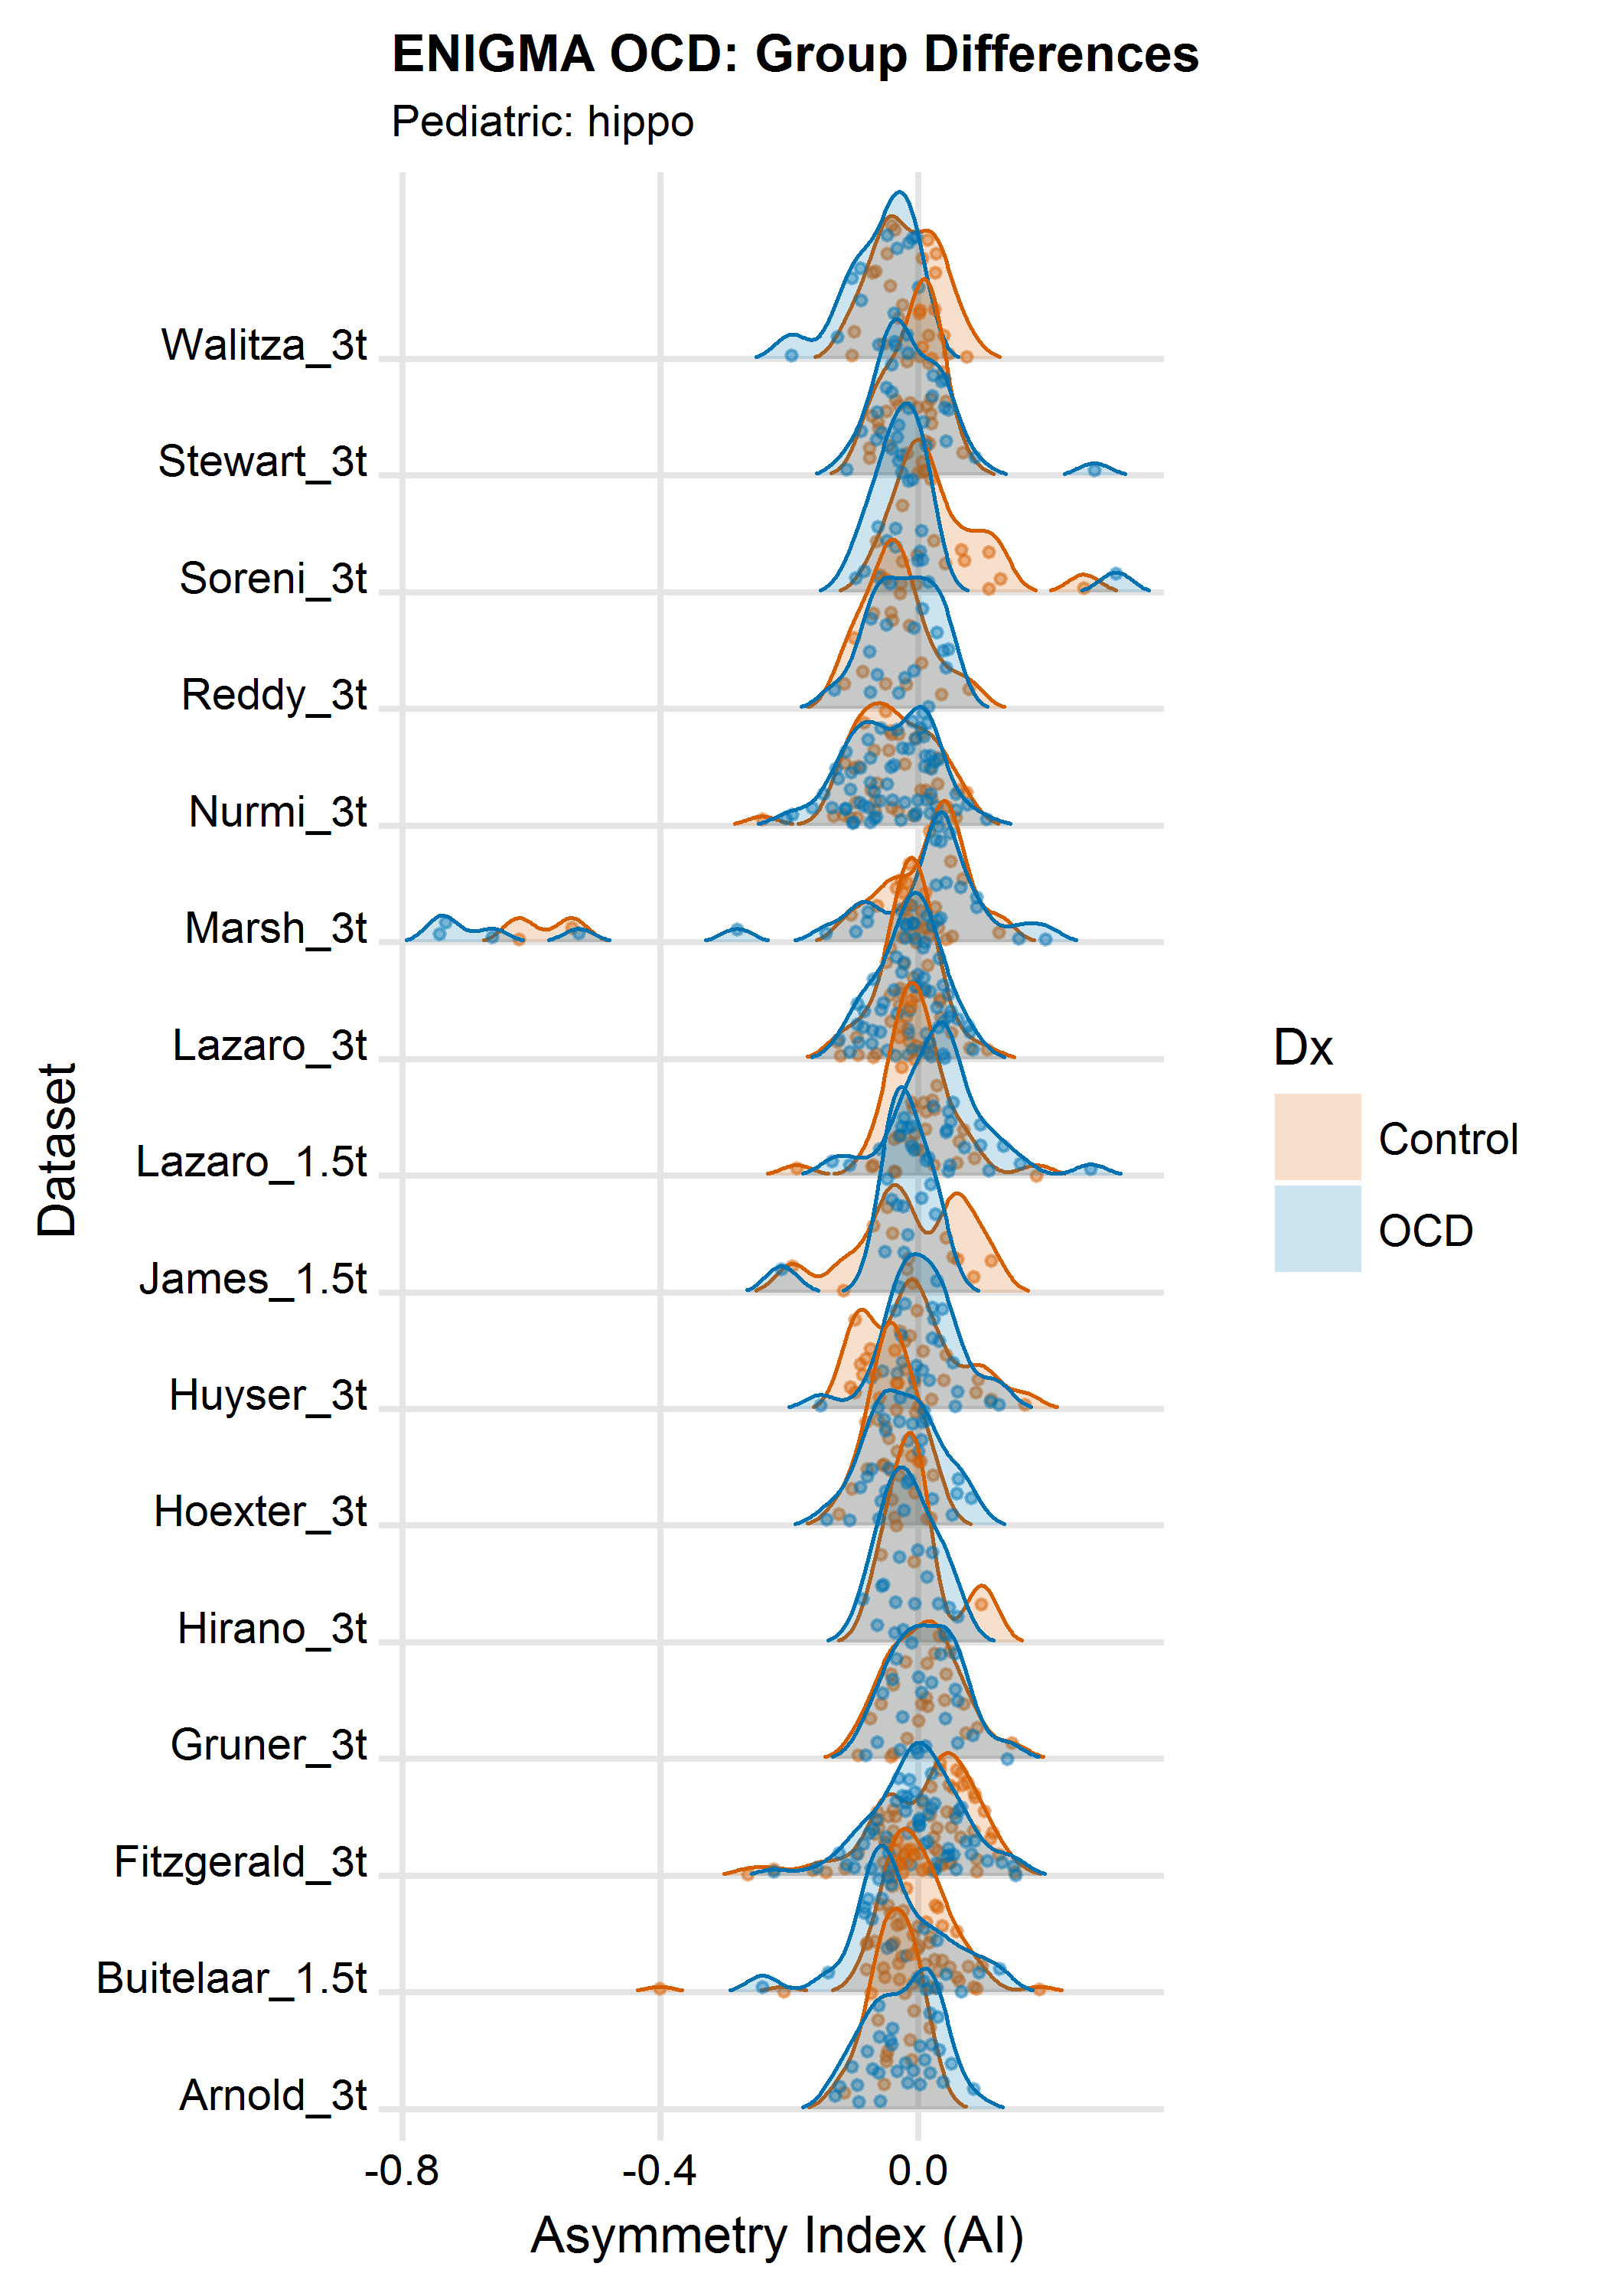 ENIGMA OCD: Group Differences
Pediatric: hippo
Walitza_3t
Stewart_3t
Soreni_3t
Reddy_3t
Nurmi_3t
Marsh_3t
Lazaro_3t
Lazaro_1.5t
James_1.5t
Huyser_3t
Hoexter_3t
Hirano_3t
Gruner_3t
Fitzgerald_3t
Buitelaar_1.5t
Arnold_3t
Dataset
-0.8
-0.4
0.0
Asymmetry Index (AI)
Dx
Control
OCD